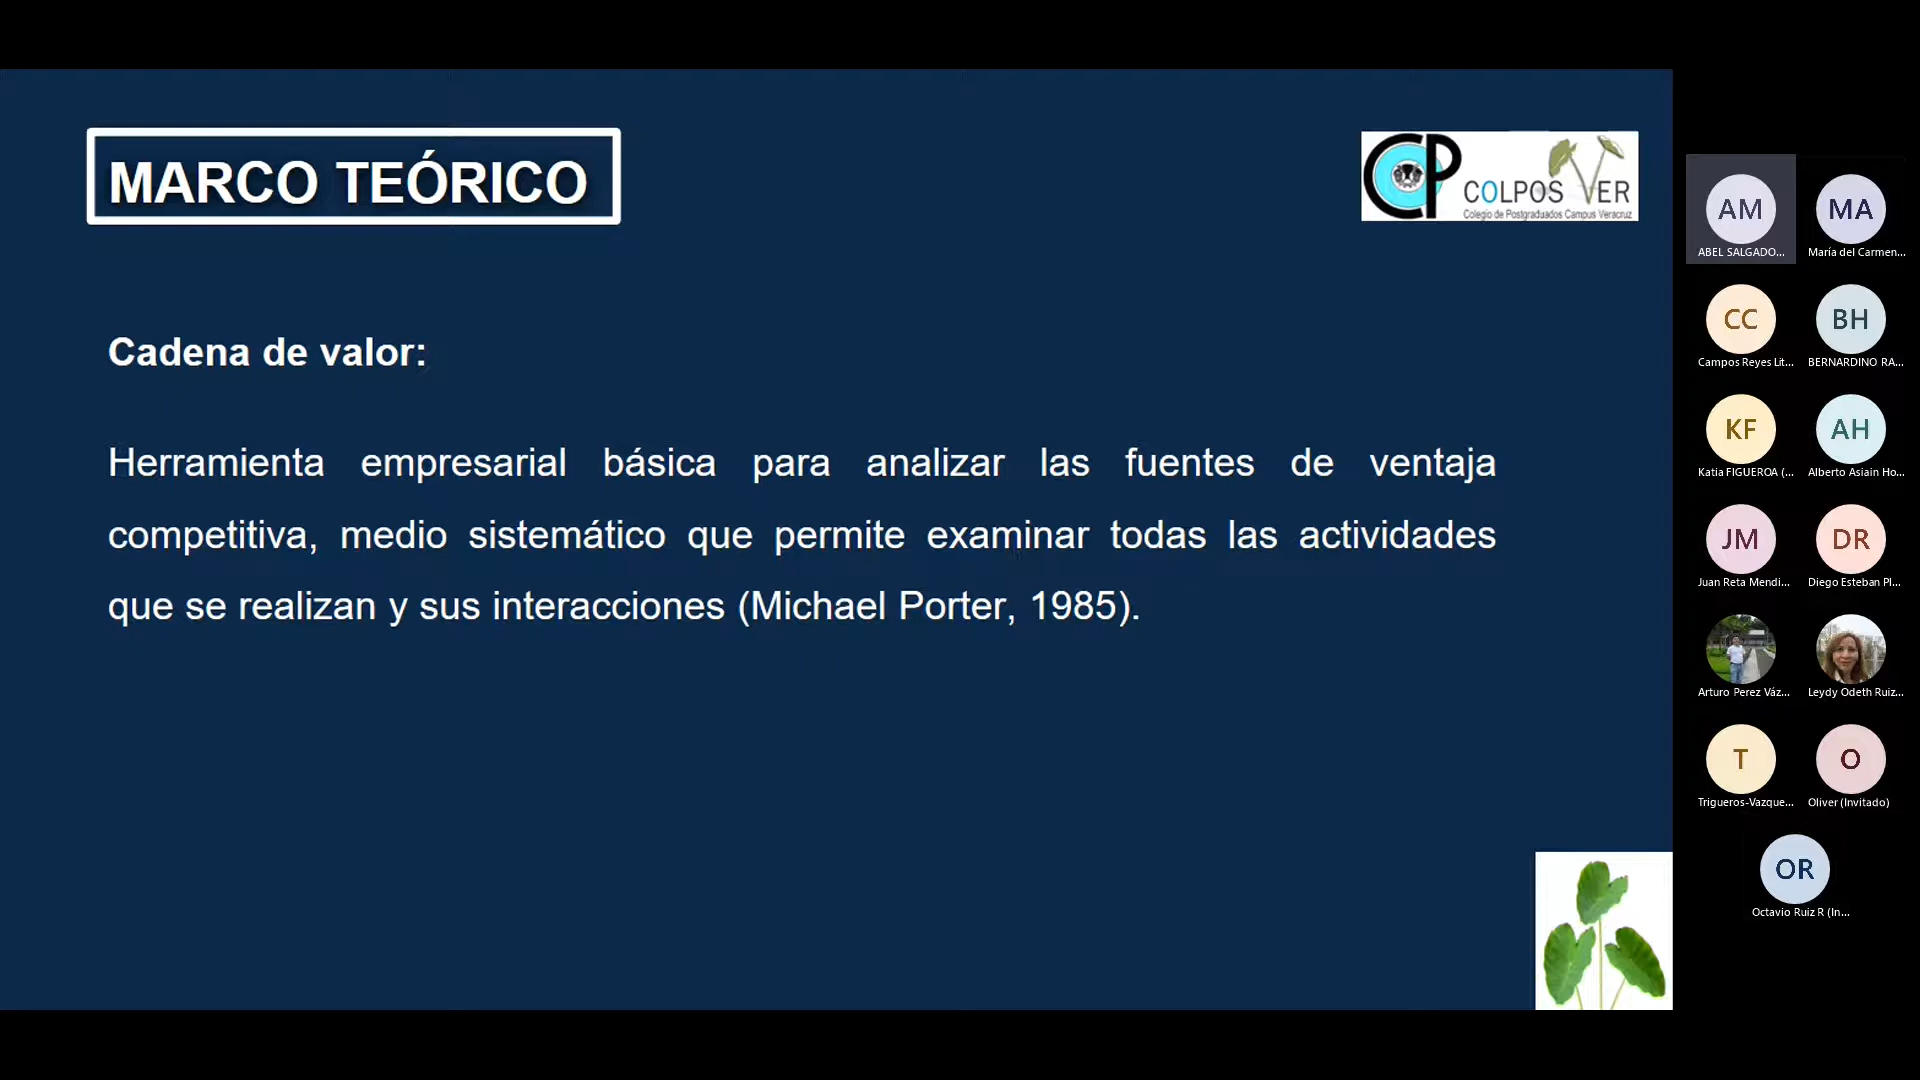 MARCO TEÓRICO
CP
COLPOS VER
Colegio de Postgraduados Campus Veracruz
Cadena de valor:
Herramienta empresarial básica para analizar las fuentes de ventaja
competitiva, medio sistemático que permite examinar todas las actividades
que se realizan y sus interacciones (Michael Porter, 1985).
AM
ABEL SALGADO...
MA
María del Carmen...
CC
Campos Reyes Lit...
BH
BERNARDINO RA...
KF
Katia FIGUEROA (...
AH
Alberto Asiain Ho...
JM
Juan Reta Mendi...
DR
Diego Esteban Pl...
Arturo Perez Váz...
Leydy Odeth Ruiz...
T
Trigueros-Vazque...
O
Oliver (Invitado)
OR
Octavio Ruiz R (In...